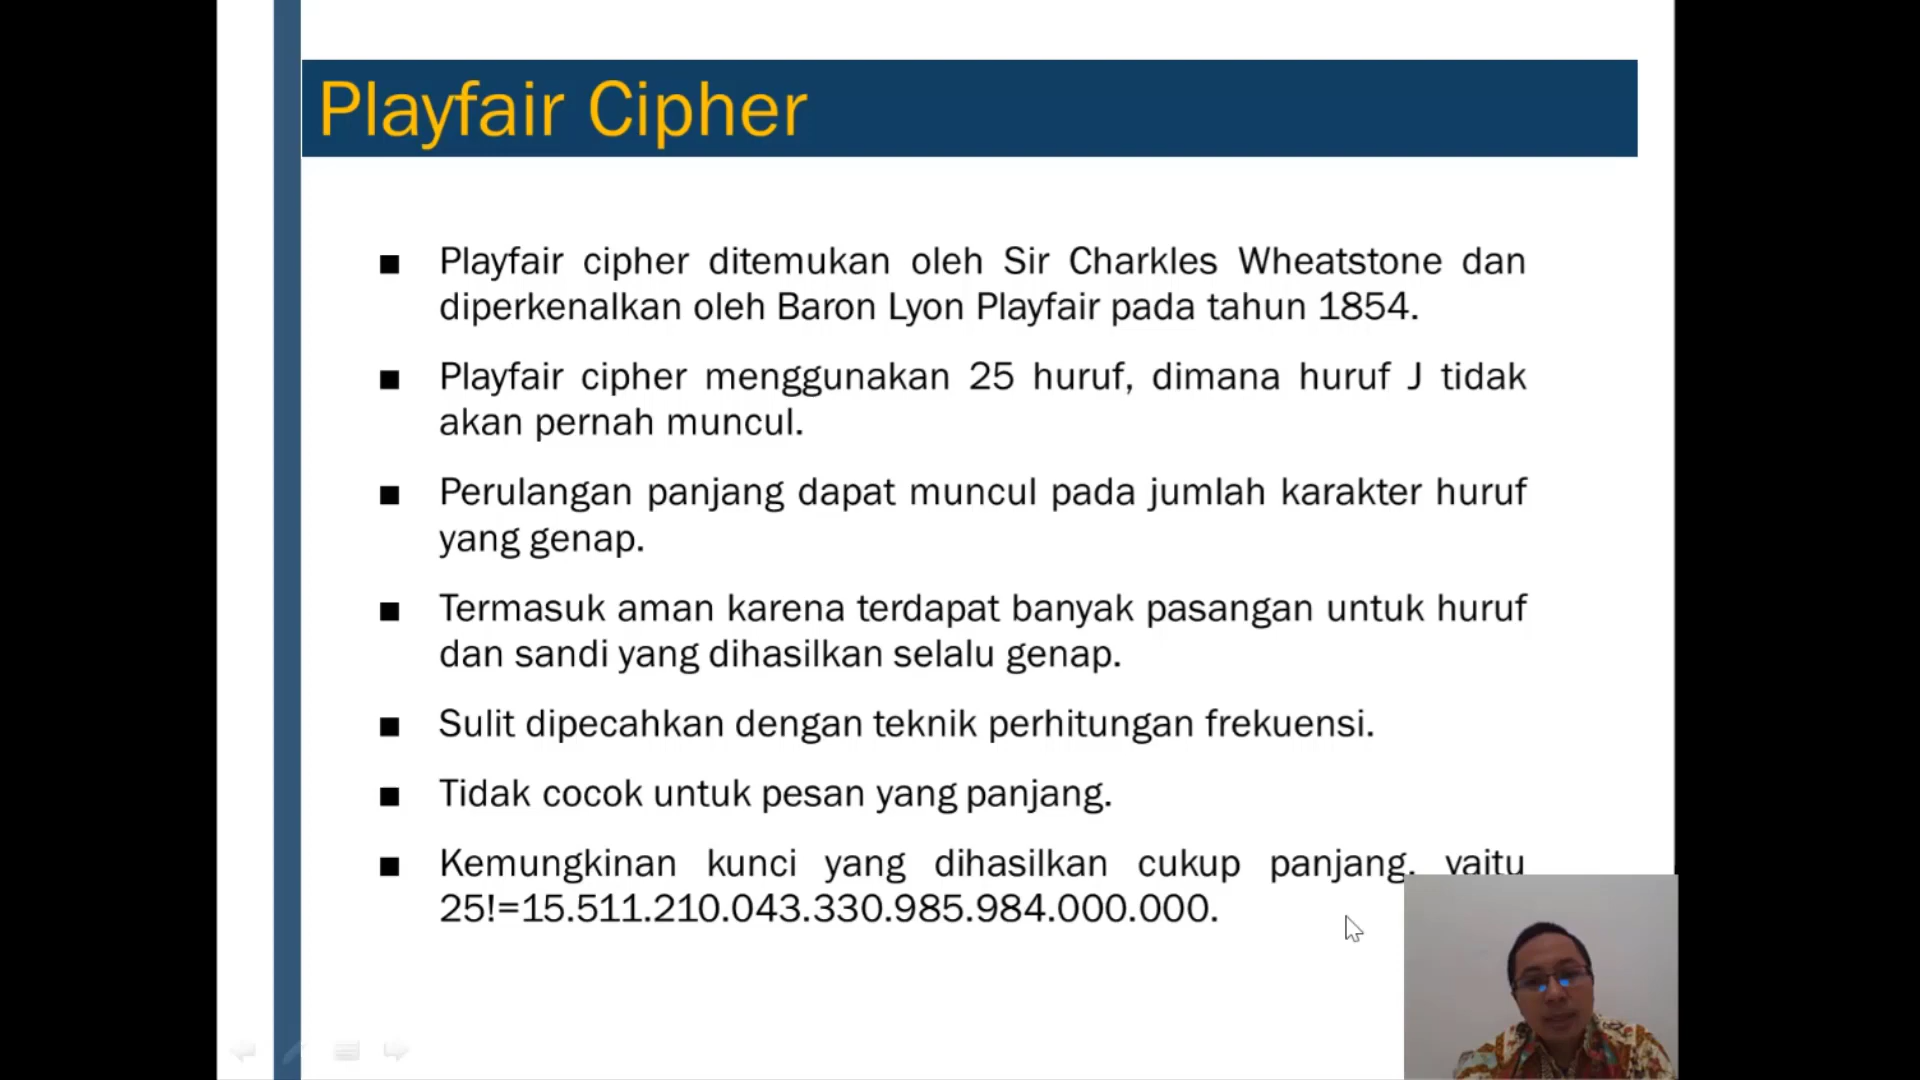 Playfair Cipher
Playfair cipher ditemukan oleh Sir Charkles Wheatstone dan
diperkenalkan oleh Baron Lyon Playfair pada tahun 1854.
Playfair cipher menggunakan 25 huruf, dimana huruf J tidak
akan pernah muncul.
Perulangan panjang dapat muncul pada jumlah karakter huruf
yang genap.
Termasuk aman karena terdapat banyak pasangan untuk huruf
dan sandi yang dihasilkan selalu genap.
Sulit dipecahkan dengan teknik perhitungan frekuensi.
Tidak cocok untuk pesan yang panjang.
Kemungkinan kunci yang dihasilkan cukup panjang, yaitu
25!=15.511.210.043.330.985.984.000.000.